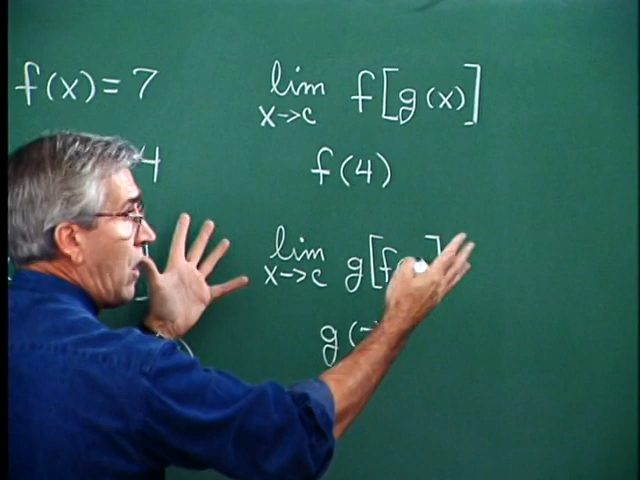 f(x) = 7
lim x→c f[g(x)]
4
f(4)
lim x→c g[f ]
g(